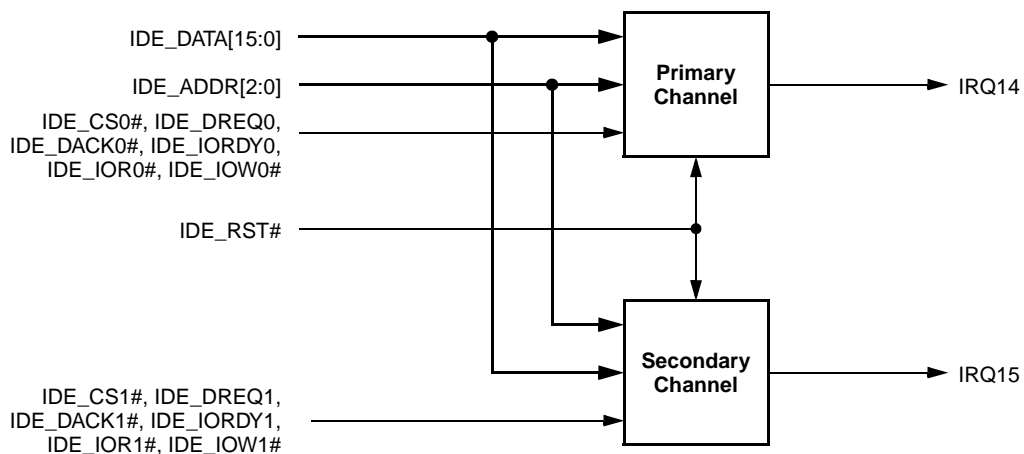 IDE_DATA[15:0]
IDE_ADDR[2:0]
IDE_CS0#, IDE_DREQ0,
IDE_DACK0#, IDE_IORDY0,
IDE_IOR0#, IDE_IOW0#
Primary
Channel
IRQ14
IDE_RST#
Secondary
Channel
IRQ15
IDE_CS1#, IDE_DREQ1,
IDE_DACK1#, IDE_IORDY1,
IDE_IOR1#, IDE_IOW1#